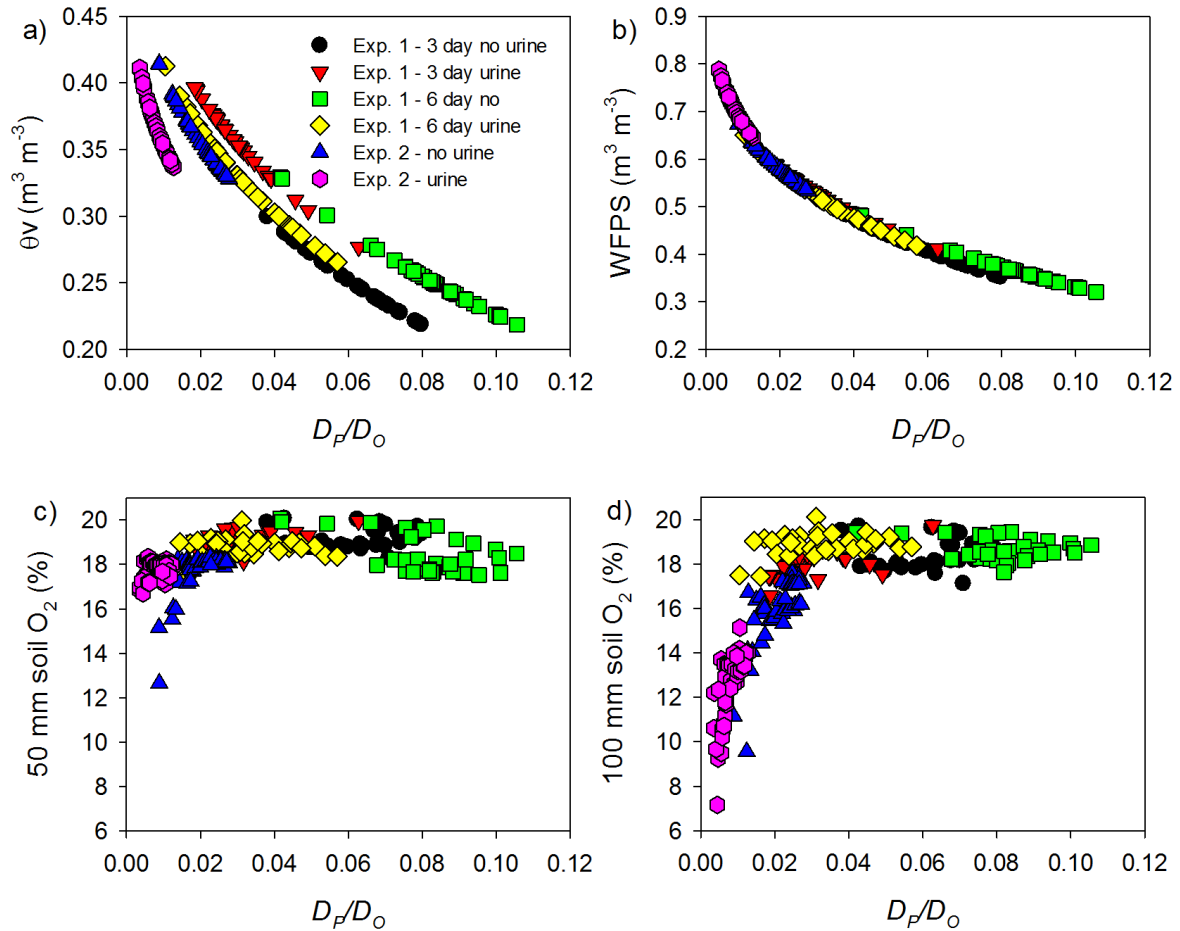 a)
0.45
0.40
0.35
0.30
0.25
0.20
θv (m3 m-3)
Exp. 1 - 3 day no urine
Exp. 1 - 3 day urine
Exp. 1 - 6 day no
Exp. 1 - 6 day urine
Exp. 2 - no urine
Exp. 2 - urine
0.00 0.02 0.04 0.06 0.08 0.10 0.12
DP/DO
b)
0.9
0.8
0.7
0.6
0.5
0.4
0.3
0.2
WFPS (m3 m-3)
0.00 0.02 0.04 0.06 0.08 0.10 0.12
DP/DO
c)
20
18
16
14
12
10
8
6
50 mm soil O2 (%)
0.00 0.02 0.04 0.06 0.08 0.10 0.12
DP/DO
d)
20
18
16
14
12
10
8
6
100 mm soil O2 (%)
0.00 0.02 0.04 0.06 0.08 0.10 0.12
DP/DO